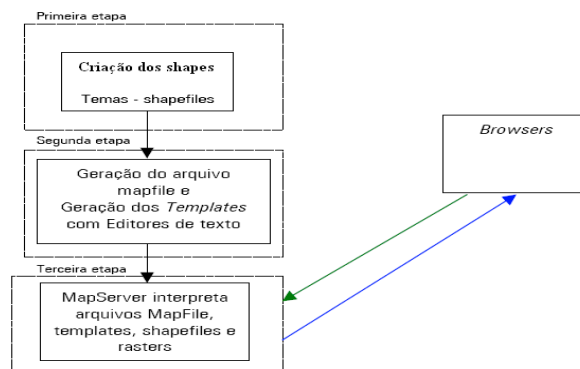 Primeira etapa
Criação dos shapes
Temas - shapefiles
Segunda etapa
Geração do arquivo
mapfile e
Geração dos Templates
com Editores de texto
Terceira etapa
MapServer interpreta
arquivos MapFile,
templates, shapefiles e
rasters
Browsers